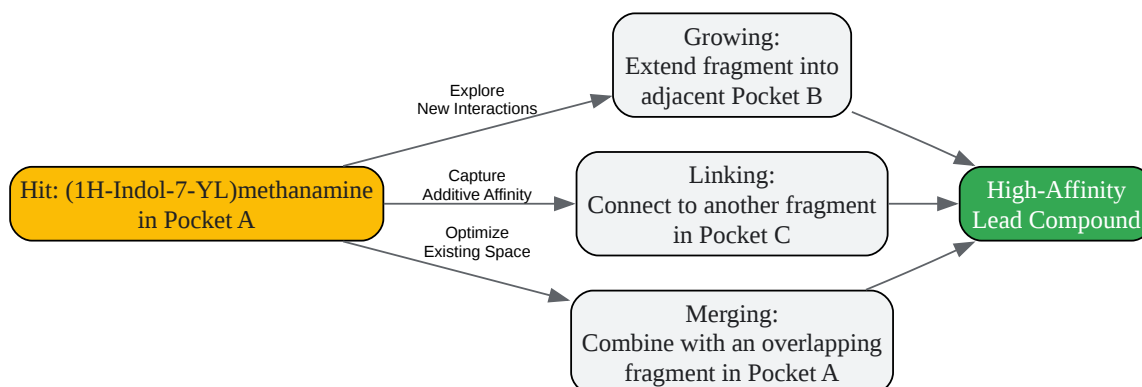 Growing:
Extend fragment into
adjacent Pocket B
Explore
New Interactions
Hit: (1H-Indol-7-YL)methanamine
in Pocket A
Capture
Additive Affinity
Linking:
Connect to another fragment
in Pocket C
High-Affinity
Lead Compound
Optimize
Existing Space
Merging:
Combine with an overlapping
fragment in Pocket A